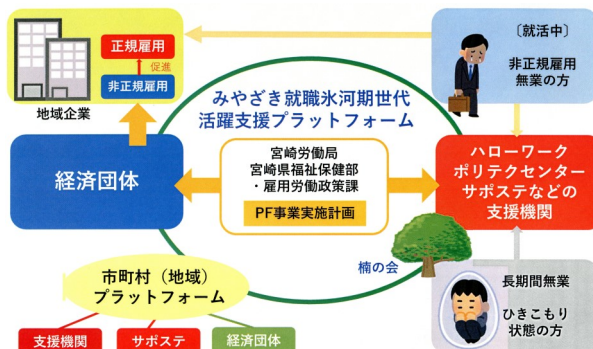 正規雇用
促進
非正規雇用
地域企業
〔就活中〕
非正規雇用
無業の方
みやざき就職氷河期世代
活躍支援プラットフォーム
経済団体
宮崎労働局
宮崎県福祉保健部
・雇用労働政策課
PF事業実施計画
ハローワーク
ポリテクセンター
サポステなどの
支援機関
楠の会
長期間無業
ひきこもり
状態の方
市町村（地域）
プラットフォーム
支援機関
サポステ
経済団体